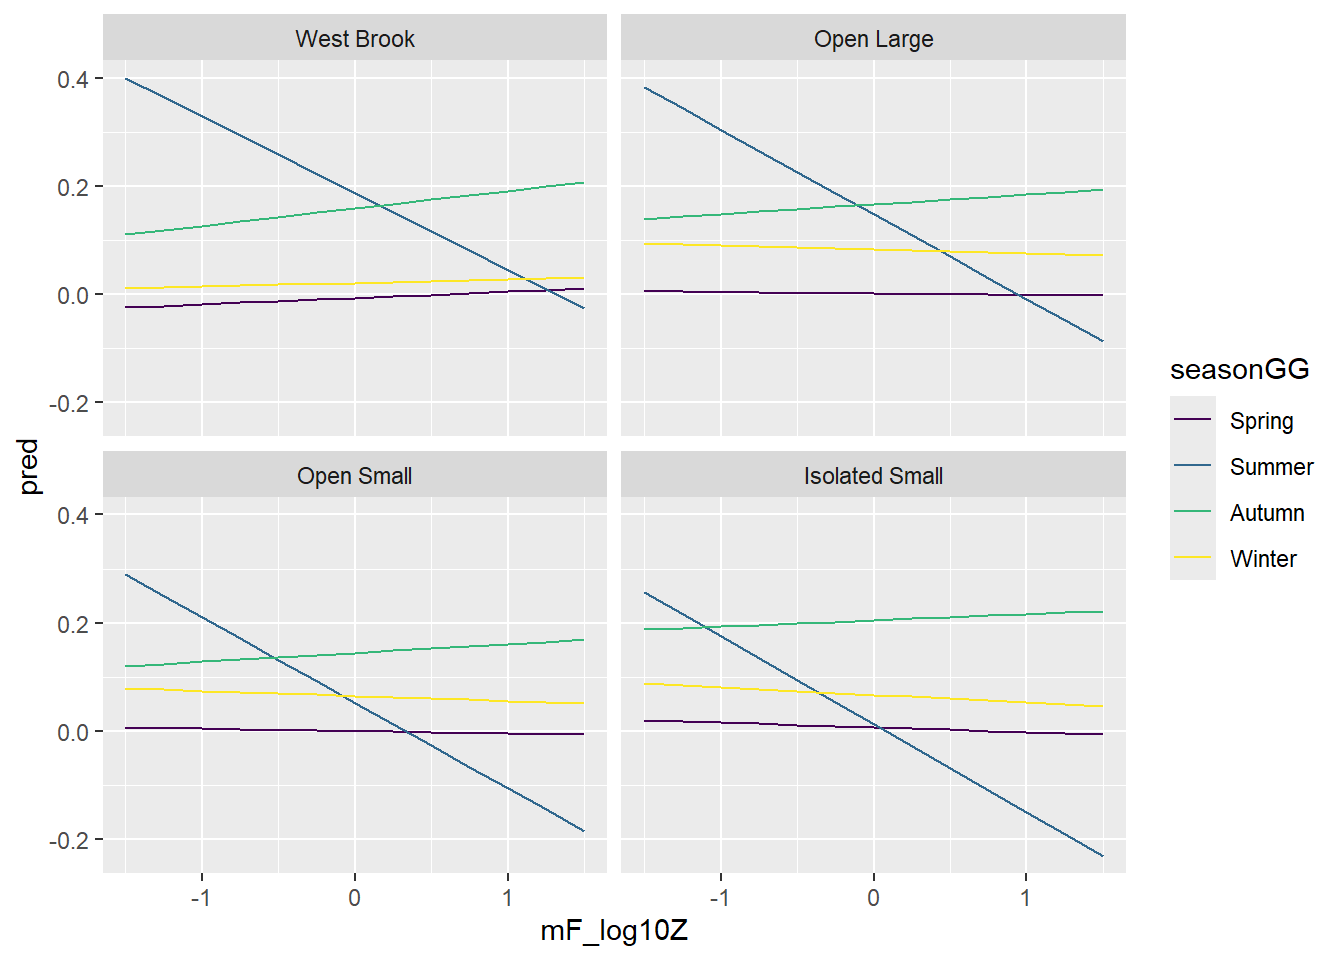 West Brook
Open Large
0.4
0.2
0.0
-0.2
Open Small
Isolated Small
0.4
0.2
0.0
-0.2
-1
0
1
-1
0
1
mF_log10Z
pred
seasonGG
Spring
Summer
Autumn
Winter